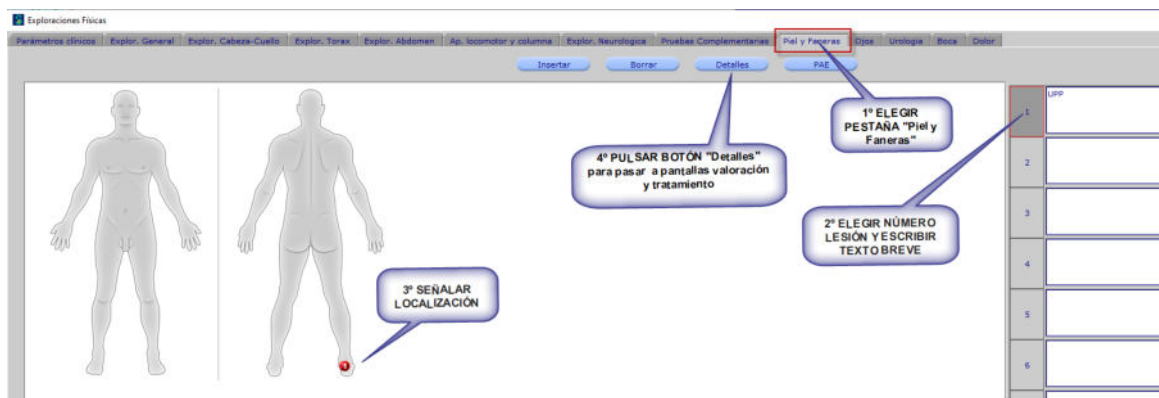 Exploraciones Físicas
Parámetros clínicos Explor. General Explor. Cabeza-Cuello Explor. Torax Explor. Abdomen Ap. locomotor y columna Explor. Neurologica Pruebas Complementarias Piel y Faneras Ojos Urologia Boca Dolor
Insertar Borrar Detalles PAE
1º ELEGIR
PESTAÑA "Piel y
Faneras"
4º PULSAR BOTÓN "Detalles"
para pasar a pantallas valoración
y tratamiento
2º ELEGIR NÚMERO
LESIÓN Y ESCRIBIR
TEXTO BREVE
3º SEÑALAR
LOCALIZACIÓN
1
1 UPP
2
3
4
5
6